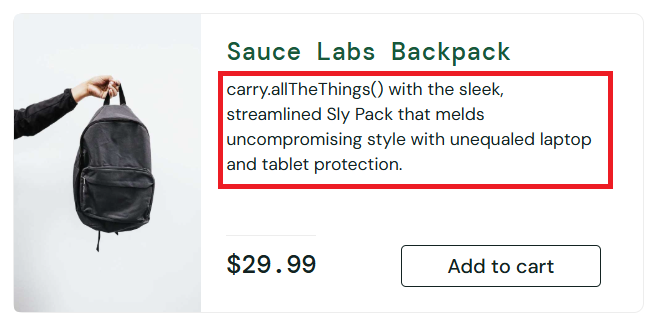 Sauce Labs Backpack
carry.allTheThings() with the sleek,
streamlined Sly Pack that melds
uncompromising style with unequaled laptop
and tablet protection.
$29.99
Add to cart